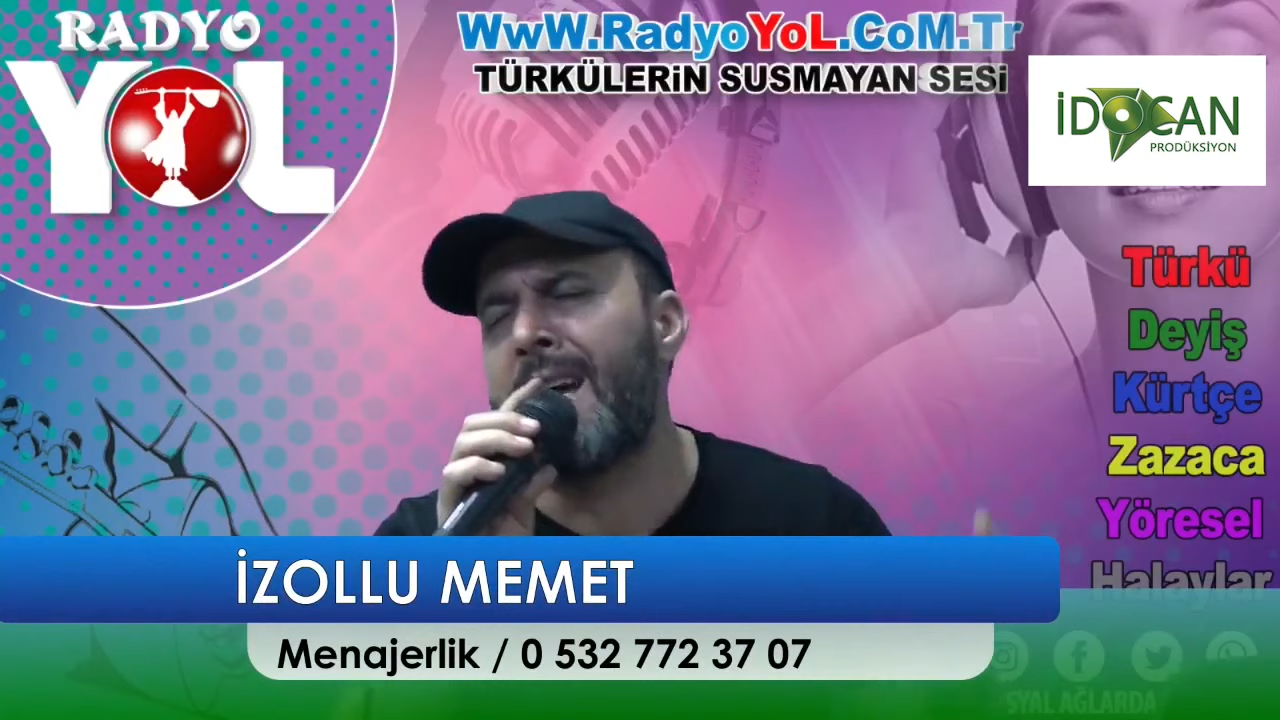 RADYO
YOL
WwW.RadyoYoL.CoM.Tr
TÜRKÜLERiN SUSMAYAN SESi
İDOCAN
PRODÜKSİYON
Türkü
Deyiş
Kürtçe
Zazaca
Yöresel
Halaylar
İZOLLU MEMET
Menajerlik / 0 532 772 37 07
SYAL AĞLARDA